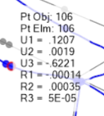 Pt Obj: 106
Pt Elm: 106
U1 = .1207
U2 = .0019
U3 = -.6221
R1 = .00014
R2 = .00035
R3 = 5E-05